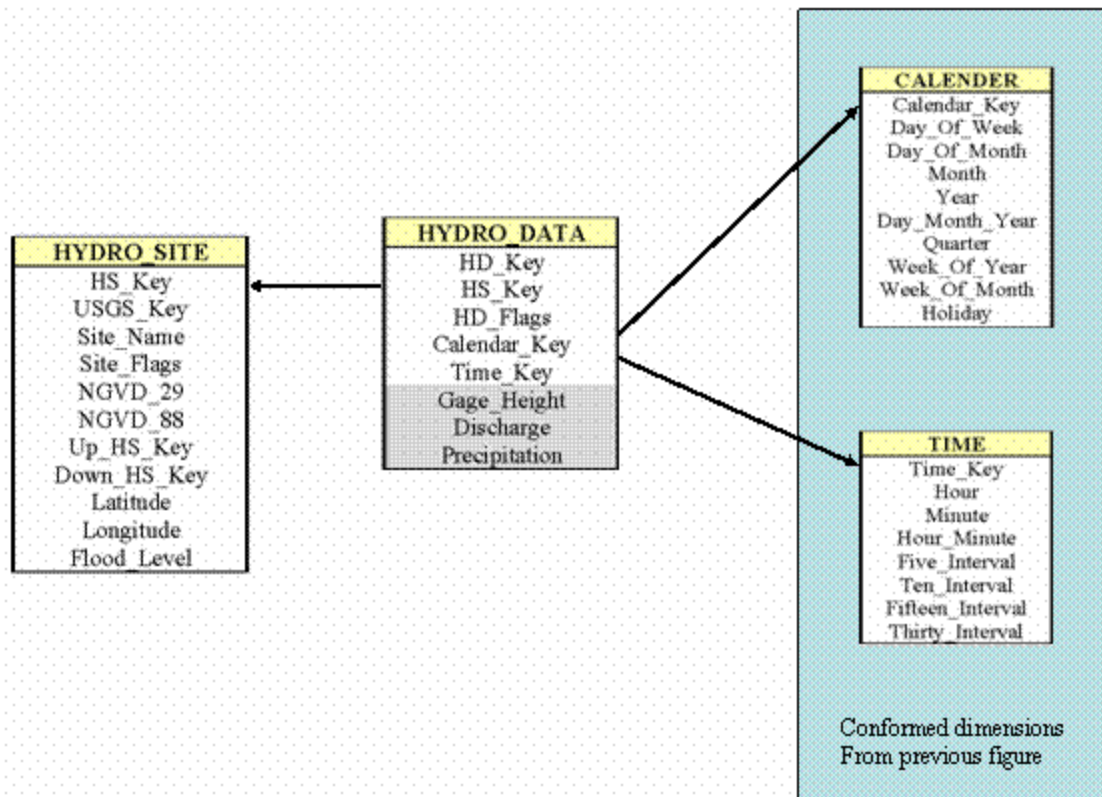 HYDRO_SITE
HS_Key
USGS_Key
Site_Name
Site_Flags
NGVD_29
NGVD_88
Up_HS_Key
Down_HS_Key
Latitude
Longitude
Flood_Level
HYDRO_DATA
HD_Key
HS_Key
HD_Flags
Calendar_Key
Time_Key
Gage_Height
Discharge
Precipitation
CALENDER
Calendar_Key
Day_Of_Week
Day_Of_Month
Month
Year
Day_Month_Year
Quarter
Week_Of_Year
Week_Of_Month
Holiday
TIME
Time_Key
Hour
Minute
Hour_Minute
Five_Interval
Ten_Interval
Fifteen_Interval
Thirty_Interval
Conformed dimensions
From previous figure